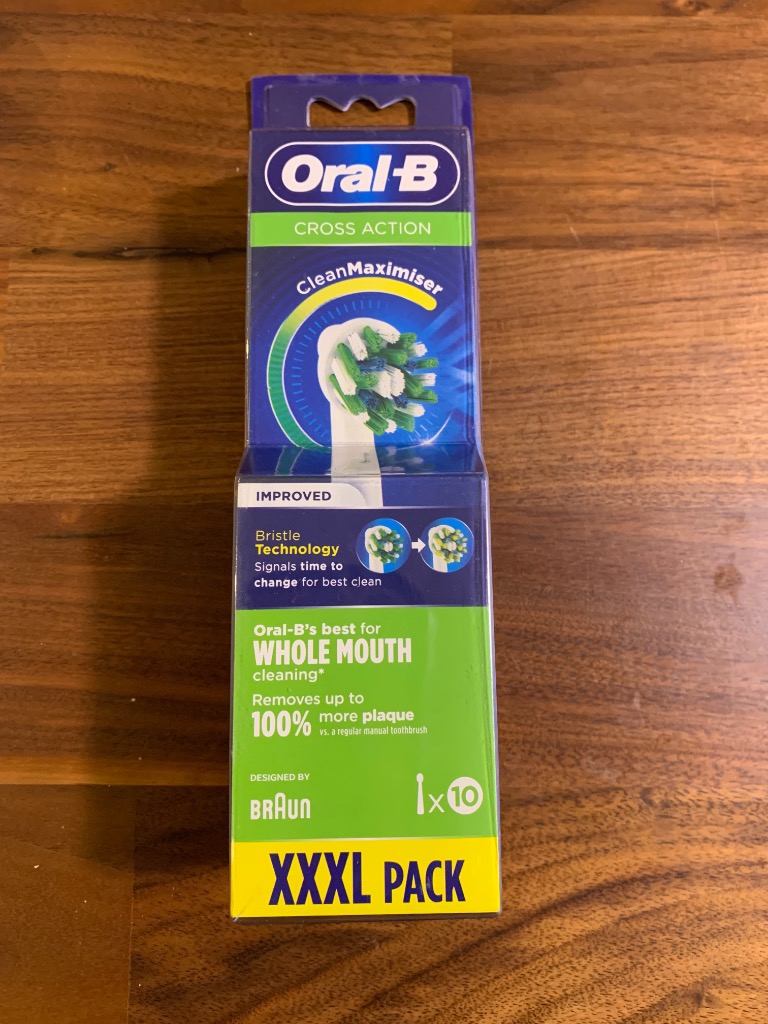 Oral-B
CROSS ACTION
CleanMaximiser
IMPROVED
Bristle
Technology
Signals time to
change for best clean
Oral-B's best for
WHOLE MOUTH
cleaning*
Removes up to
100% more plaque
vs. a regular manual toothbrush
DESIGNED BY
BRAUN
x 10
XXXL PACK